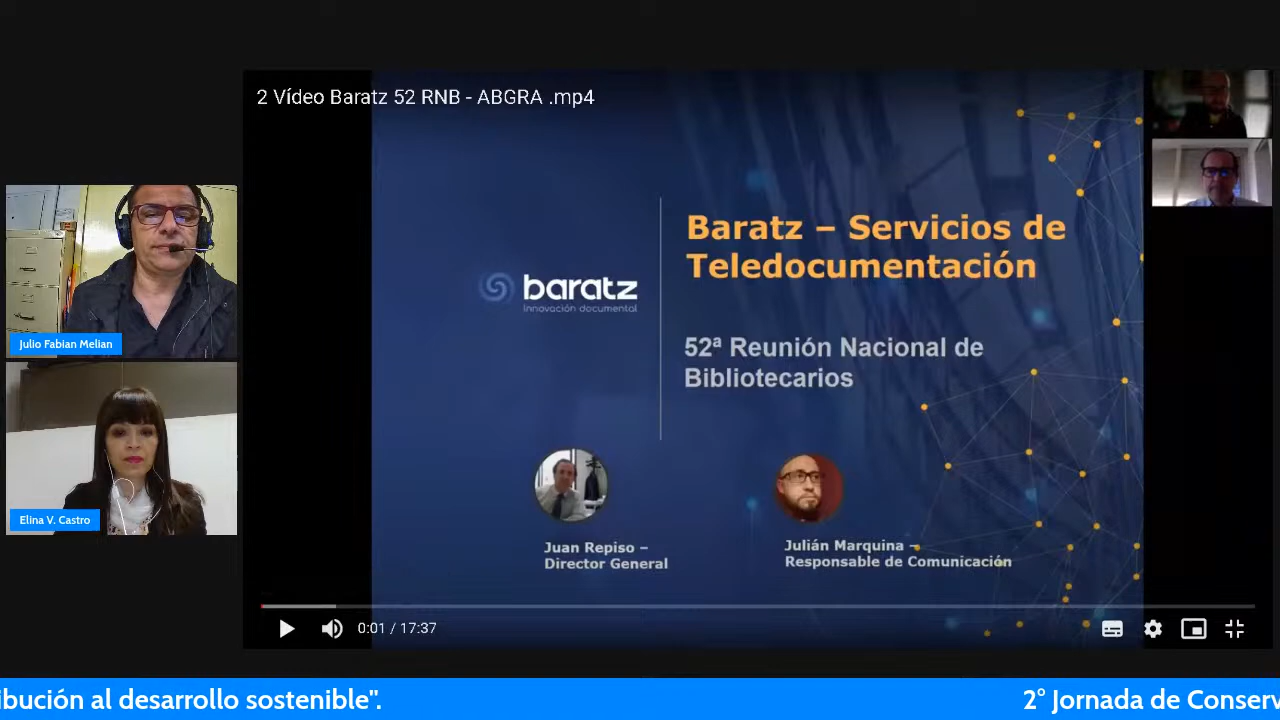 2 Vídeo Baratz 52 RNB - ABGRA .mp4
Baratz – Servicios de
Teledocumentación
baratz
innovación documental
52ª Reunión Nacional de
Bibliotecarios
Julio Fabian Melian
Elina V. Castro
Juan Repiso –
Director General
Julián Marquina –
Responsable de Comunicación
0:01 / 17:37
ibución al desarrollo sostenible".
2° Jornada de Conserv